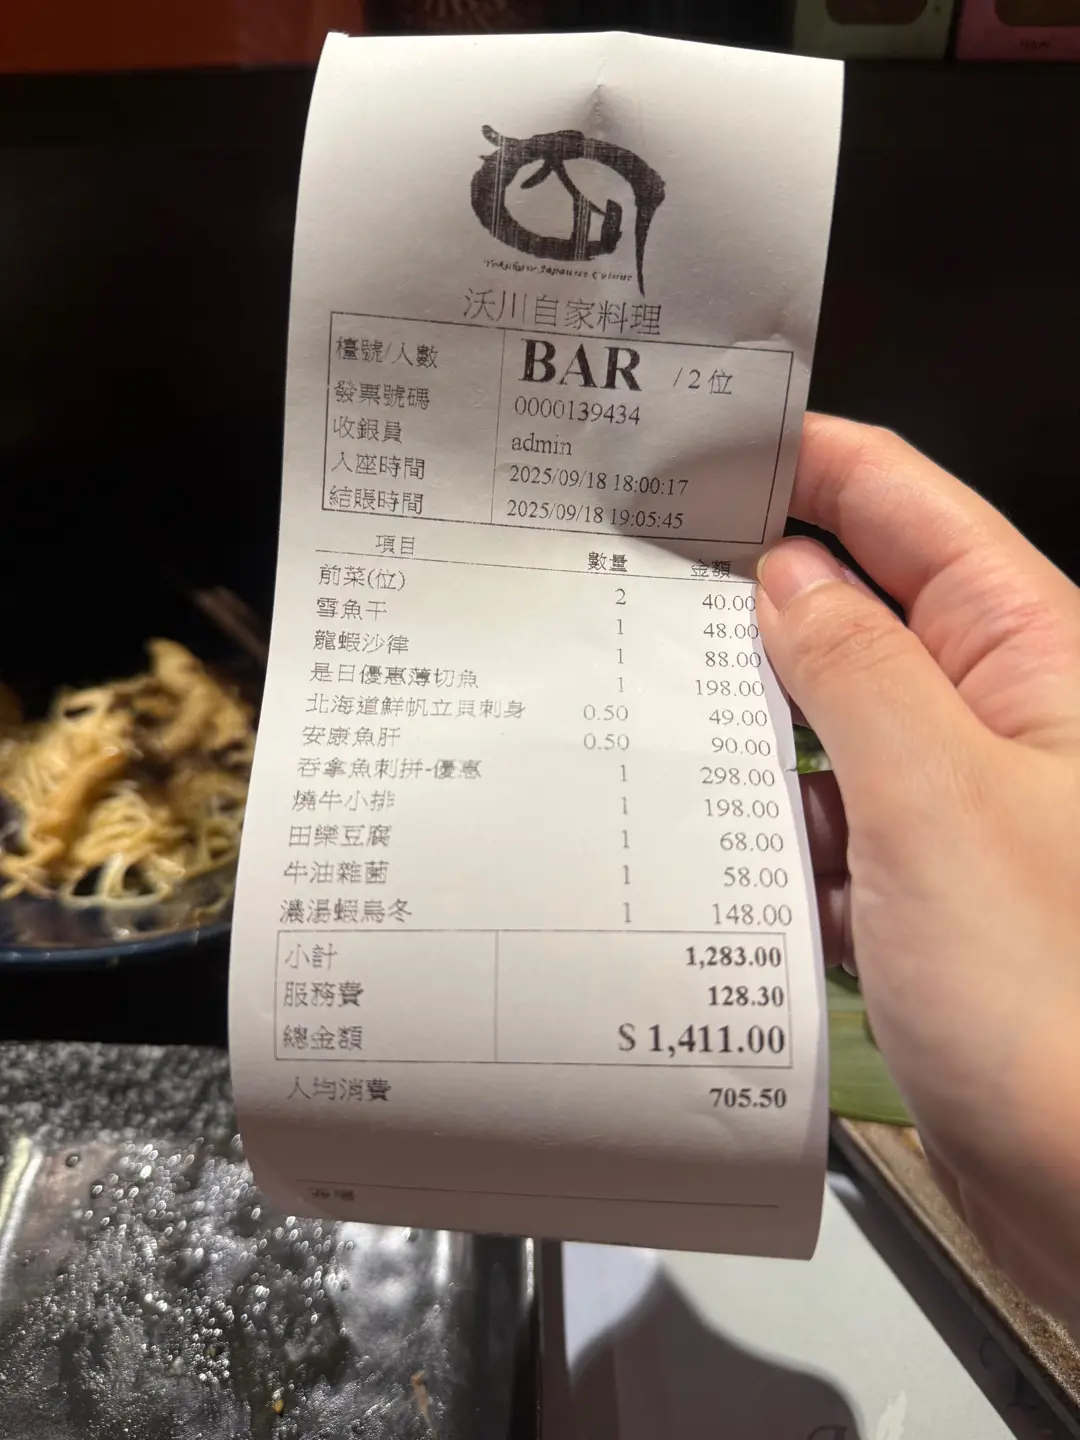 沃川自家料理
檯號/人數 BAR / 2 位
發票號碼 0000139434
收銀員 admin
入座時間 2025/09/18 18:00:17
結賬時間 2025/09/18 19:05:45
項目 數量 金額
前菜(位) 2 40.00
雪魚干 1 48.00
龍蝦沙律 1 88.00
是日優惠薄切魚 1 198.00
北海道鮮帆立貝刺身 0.50 49.00
安康魚肝 0.50 90.00
吞拿魚刺拼-優惠 1 298.00
燒牛小排 1 198.00
田樂豆腐 1 68.00
牛油雜菌 1 58.00
濃湯蝦烏冬 1 148.00
小計 1,283.00
服務費 128.30
總金額 $ 1,411.00
人均消費 705.50